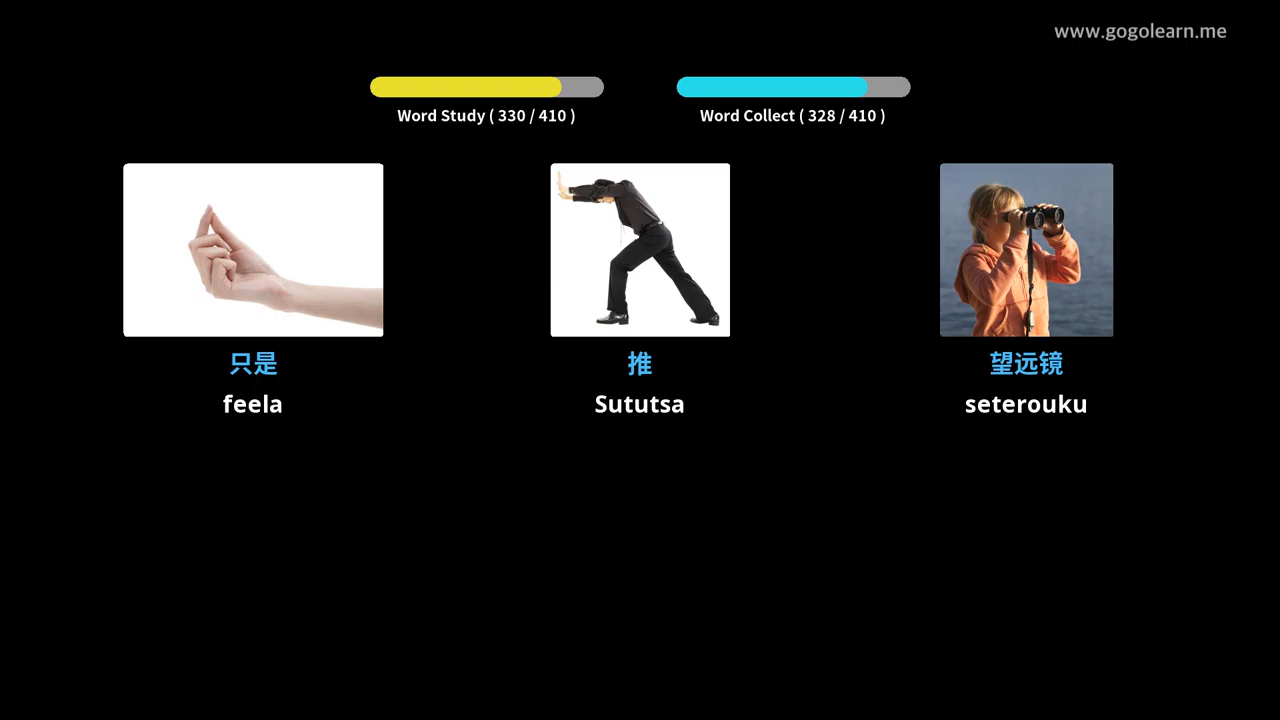 www.gogolearn.me
Word Study ( 330 / 410 )
Word Collect ( 328 / 410 )
只是
推
望远镜
feela
Sututsa
seterouku